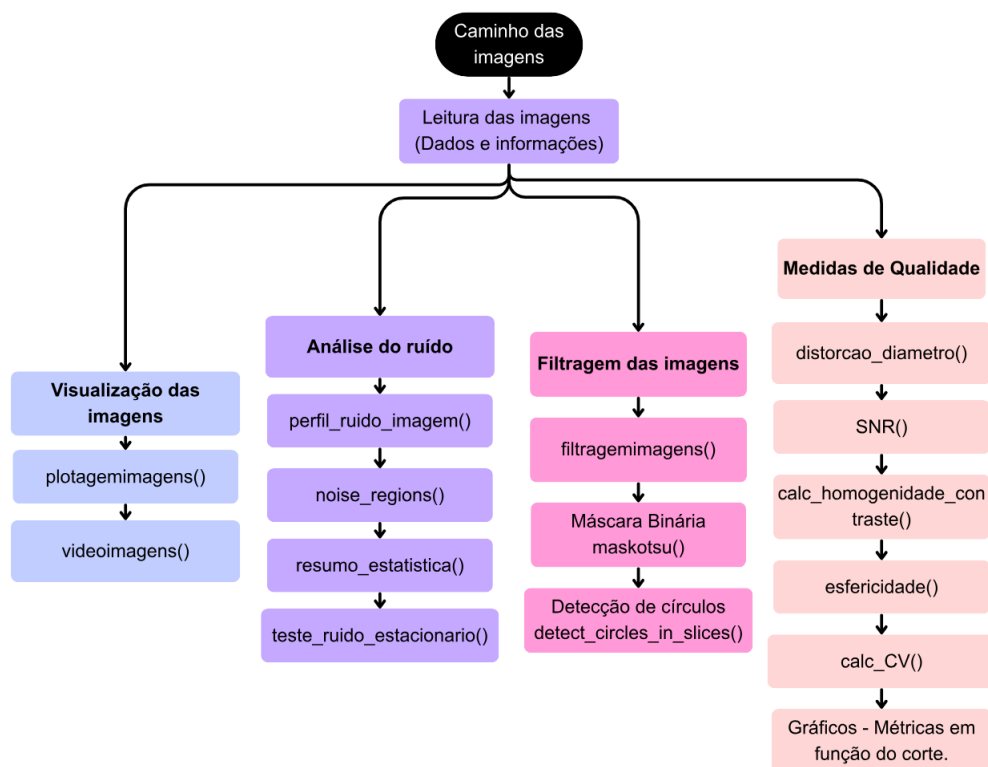 Caminho das
imagens
Leitura das imagens
(Dados e informações)
Visualização das
imagens
plotagemimagens()
videoimagens()
Análise do ruído
perfil_ruido_imagem()
noise_regions()
resumo_estatistica()
teste_ruido_estacionario()
Filtragem das imagens
filtragemimagens()
Máscara Binária
maskotsu()
Detecção de círculos
detect_circles_in_slices()
Medidas de Qualidade
distorcao_diametro()
SNR()
calc_homogenidade_con
traste()
esfericidade()
calc_CV()
Gráficos - Métricas em
função do corte.